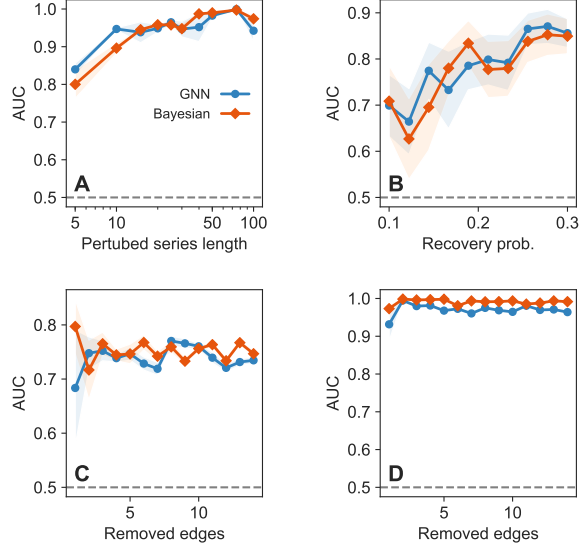 AUC
1.0
0.9
0.8
0.7
0.6
0.5
GNN
Bayesian
A
5
10
50
100
Pertubed series length
AUC
0.9
0.8
0.7
0.6
0.5
B
0.1
0.2
0.3
Recovery prob.
AUC
0.8
0.7
0.6
0.5
C
5
10
Removed edges
AUC
1.0
0.9
0.8
0.7
0.6
0.5
D
5
10
Removed edges